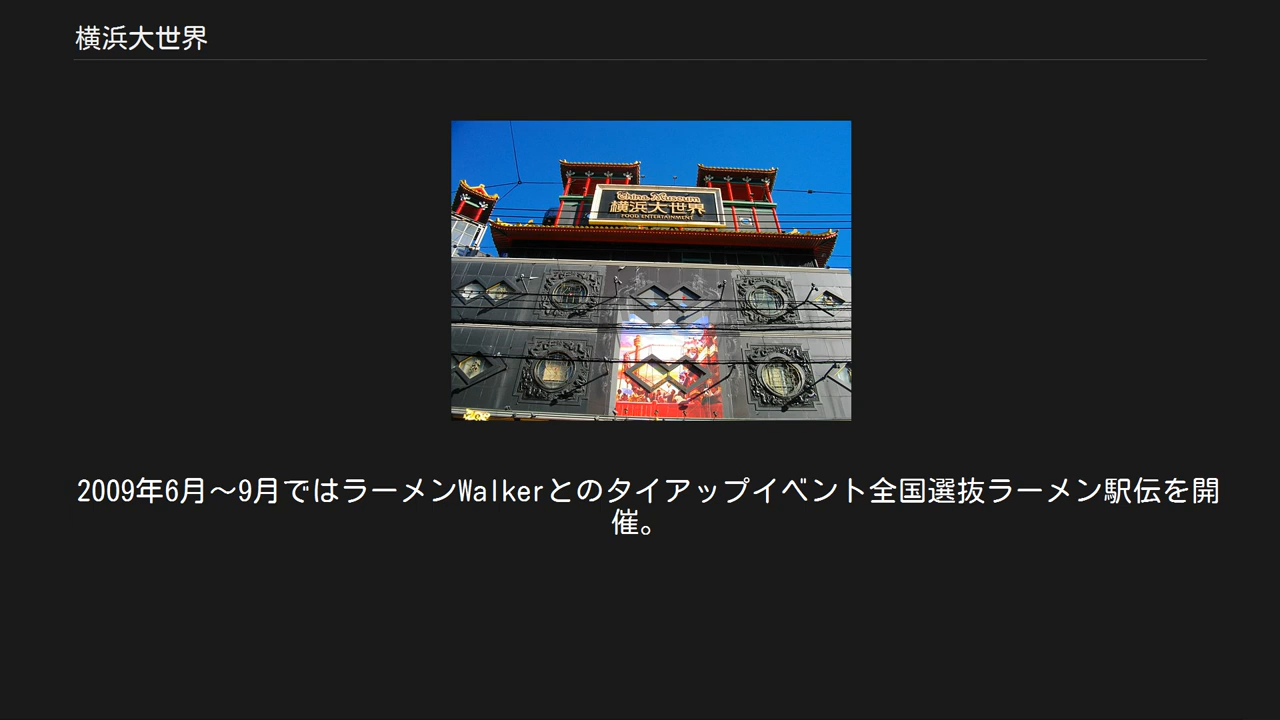 横浜大世界
China Museum
横浜大世界
FOOD ENTERTAINMENT
2009年6月～9月ではラーメンWalkerとのタイアップイベント全国選抜ラーメン駅伝を開
催。